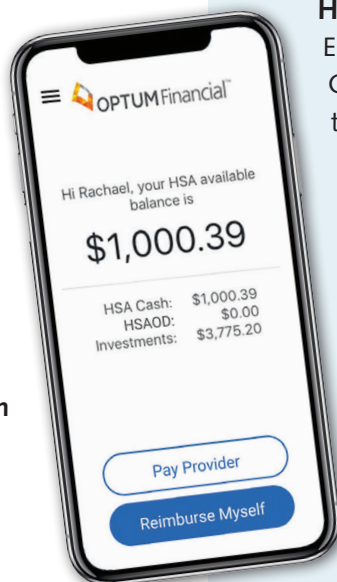 H
E
O
t
OPTUM Financial™
Hi Rachael, your HSA available
balance is
$1,000.39
HSA Cash: $1,000.39
HSAOD: $0.00
Investments: $3,775.20
n
Pay Provider
Reimburse Myself